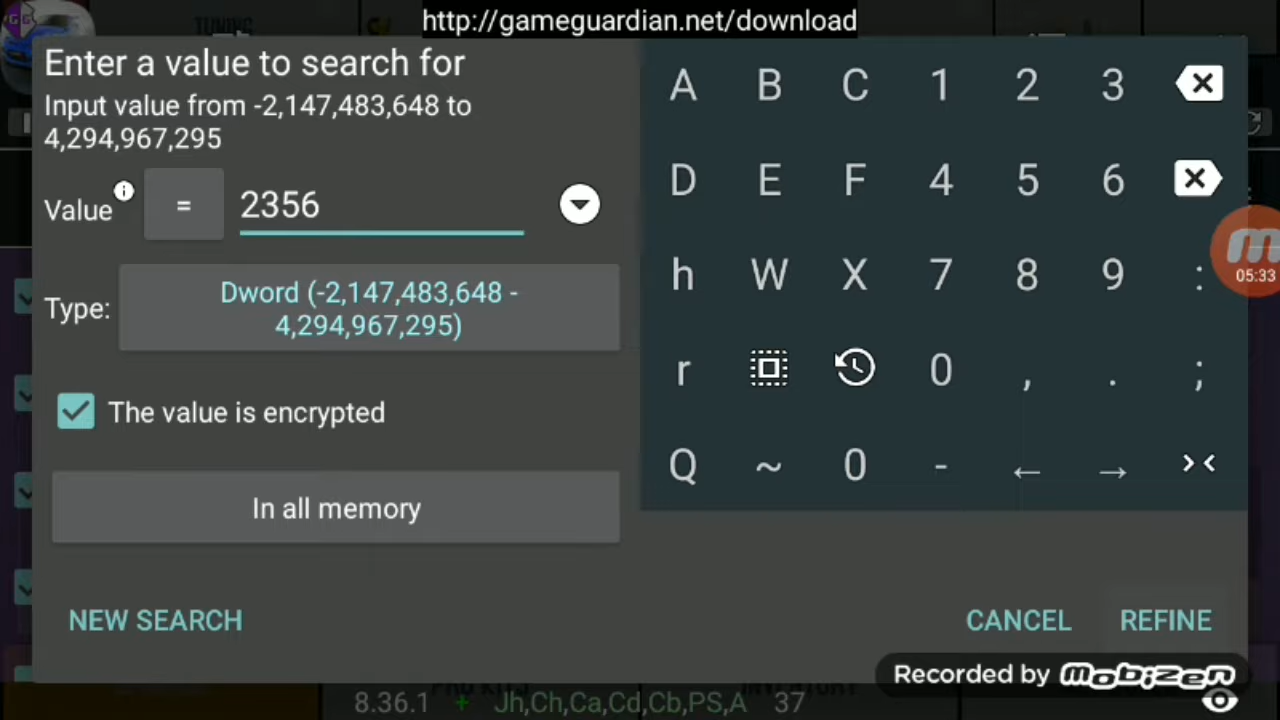 http://gameguardian.net/download
TUNING
Enter a value to search for
Input value from -2,147,483,648 to
4,294,967,295
Value
i
=
2356
Type:
Dword (-2,147,483,648 -
4,294,967,295)
The value is encrypted
In all memory
NEW SEARCH
CANCEL
REFINE
A B C 1 2 3
D E F 4 5 6
h W X 7 8 9 :
r 0 , . ;
Q ~ 0 - ← → ><
05:33
Recorded by mobizen
8.36.1 + Jh,Ch,Ca,Cd,Cb,PS,A 37